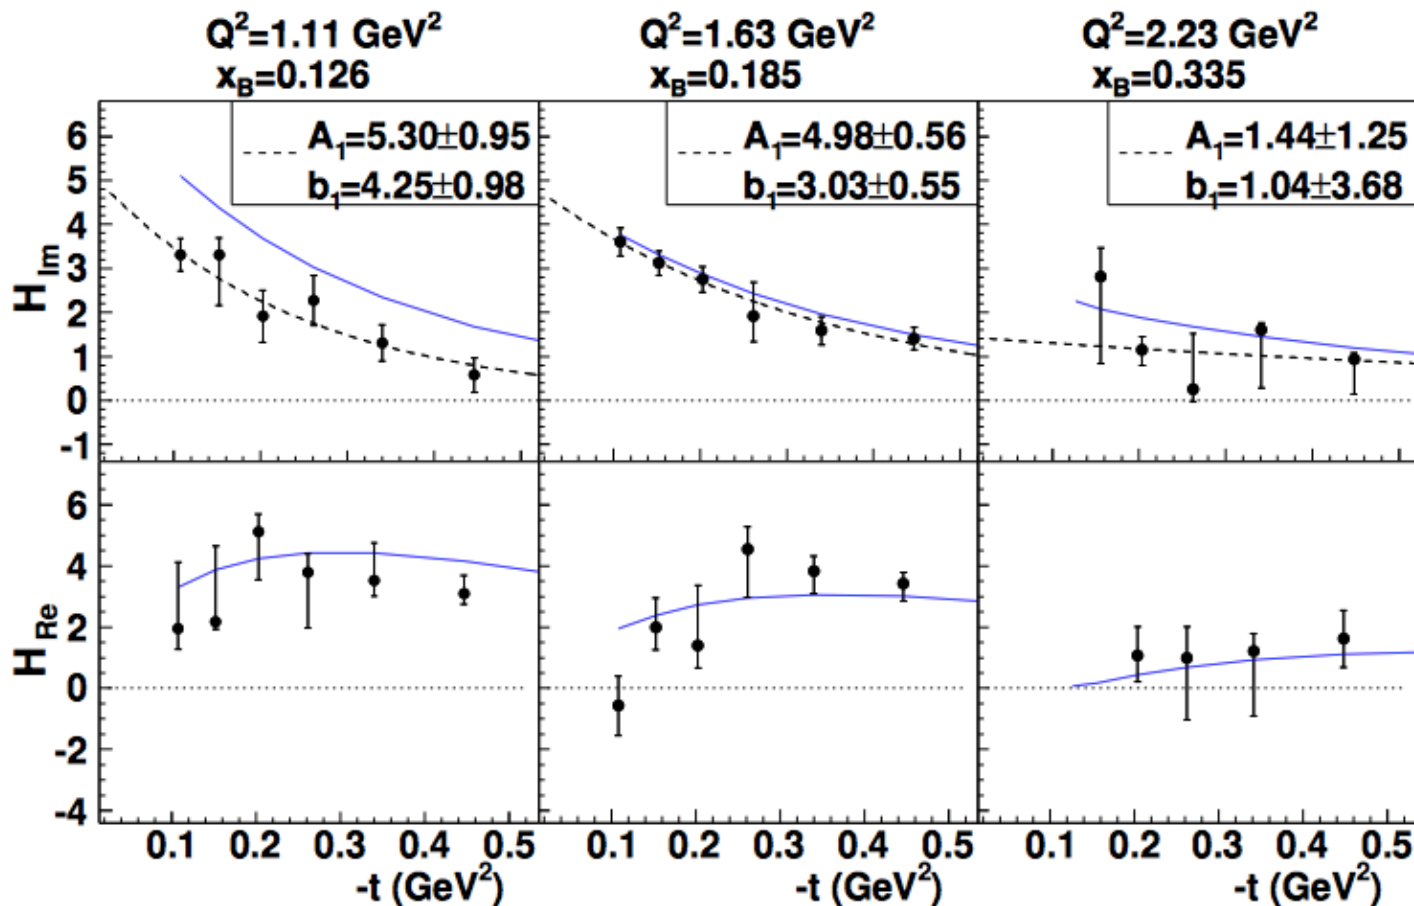 Q²=1.11 GeV²
x_B=0.126
Q²=1.63 GeV²
x_B=0.185
Q²=2.23 GeV²
x_B=0.335
H_Im
6
5
4
3
2
1
0
-1
A₁=5.30±0.95
b₁=4.25±0.98
A₁=4.98±0.56
b₁=3.03±0.55
A₁=1.44±1.25
b₁=1.04±3.68
H_Re
6
4
2
0
-2
-4
0.1 0.2 0.3 0.4 0.5
0.1 0.2 0.3 0.4 0.5
0.1 0.2 0.3 0.4 0.5
-t (GeV²)
-t (GeV²)
-t (GeV²)